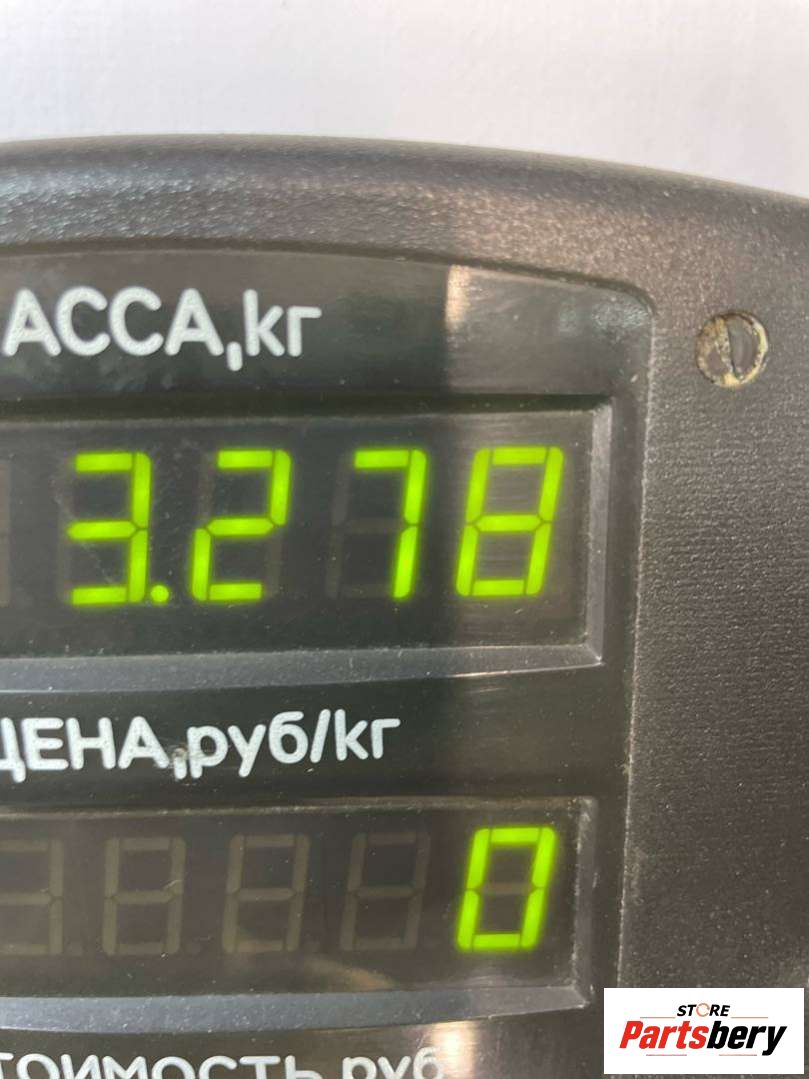 АССА,кг
3.278
ЦЕНА,руб/кг
0
тоимость,руб
STORE
Partsbery